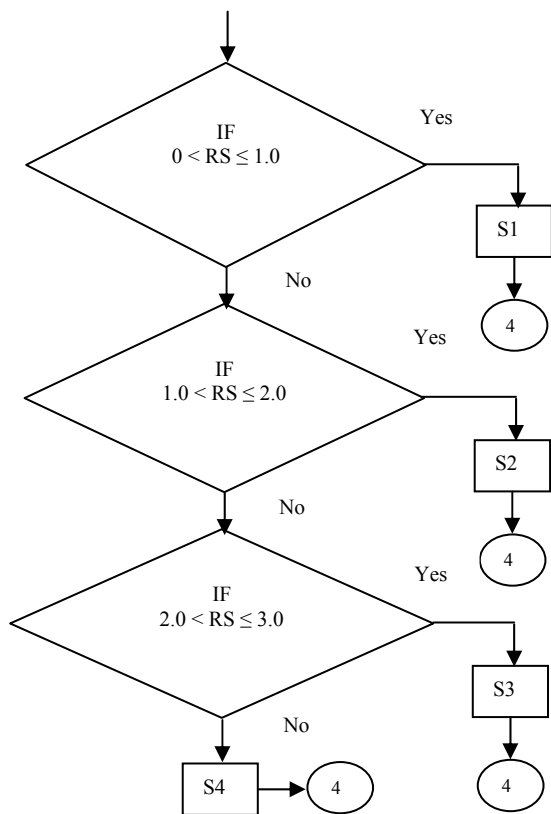 Yes
IF
0 < RS ≤ 1.0
S1
No
4
Yes
IF
1.0 < RS ≤ 2.0
S2
No
4
Yes
IF
2.0 < RS ≤ 3.0
S3
No
S4
4
4